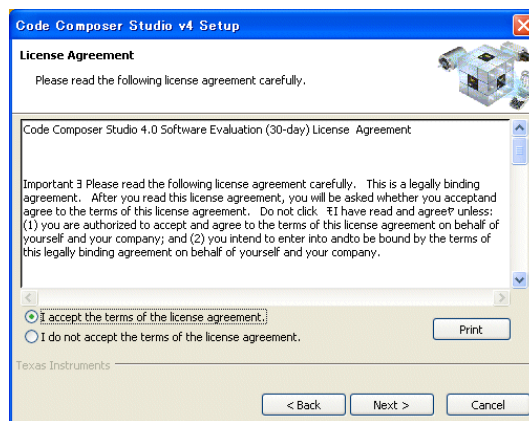 Code Composer Studio v4 Setup
License Agreement
Please read the following license agreement carefully.
Code Composer Studio 4.0 Software Evaluation (30-day) License  Agreement
Important ∃ Please read the following license agreement carefully.   This is a legally binding
agreement.   After you read this license agreement, you will be asked whether you acceptand
agree to the terms of this license agreement.   Do not click   ∜I have read and agree∀ unless:
(1) you are authorized to accept and agree to the terms of this license agreement on behalf of
yourself and your company; and (2) you intend to enter into andto be bound by the terms of
this legally binding agreement on behalf of yourself and your company.
I accept the terms of the license agreement.
I do not accept the terms of the license agreement.
Print
Texas Instruments
< Back
Next >
Cancel